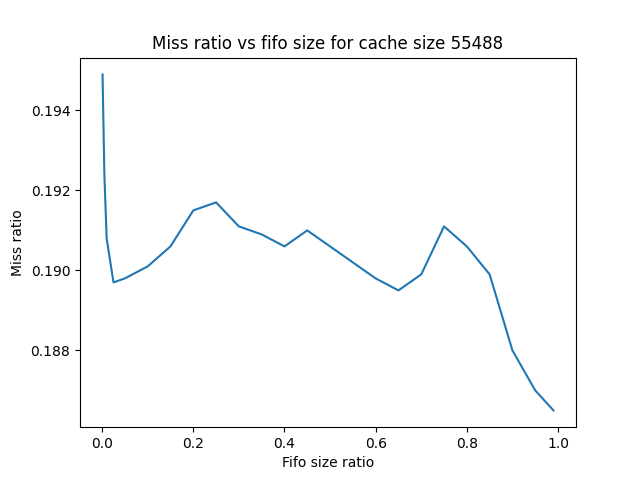 Miss ratio vs fifo size for cache size 55488
Miss ratio
0.194
0.192
0.190
0.188
0.0 0.2 0.4 0.6 0.8 1.0
Fifo size ratio